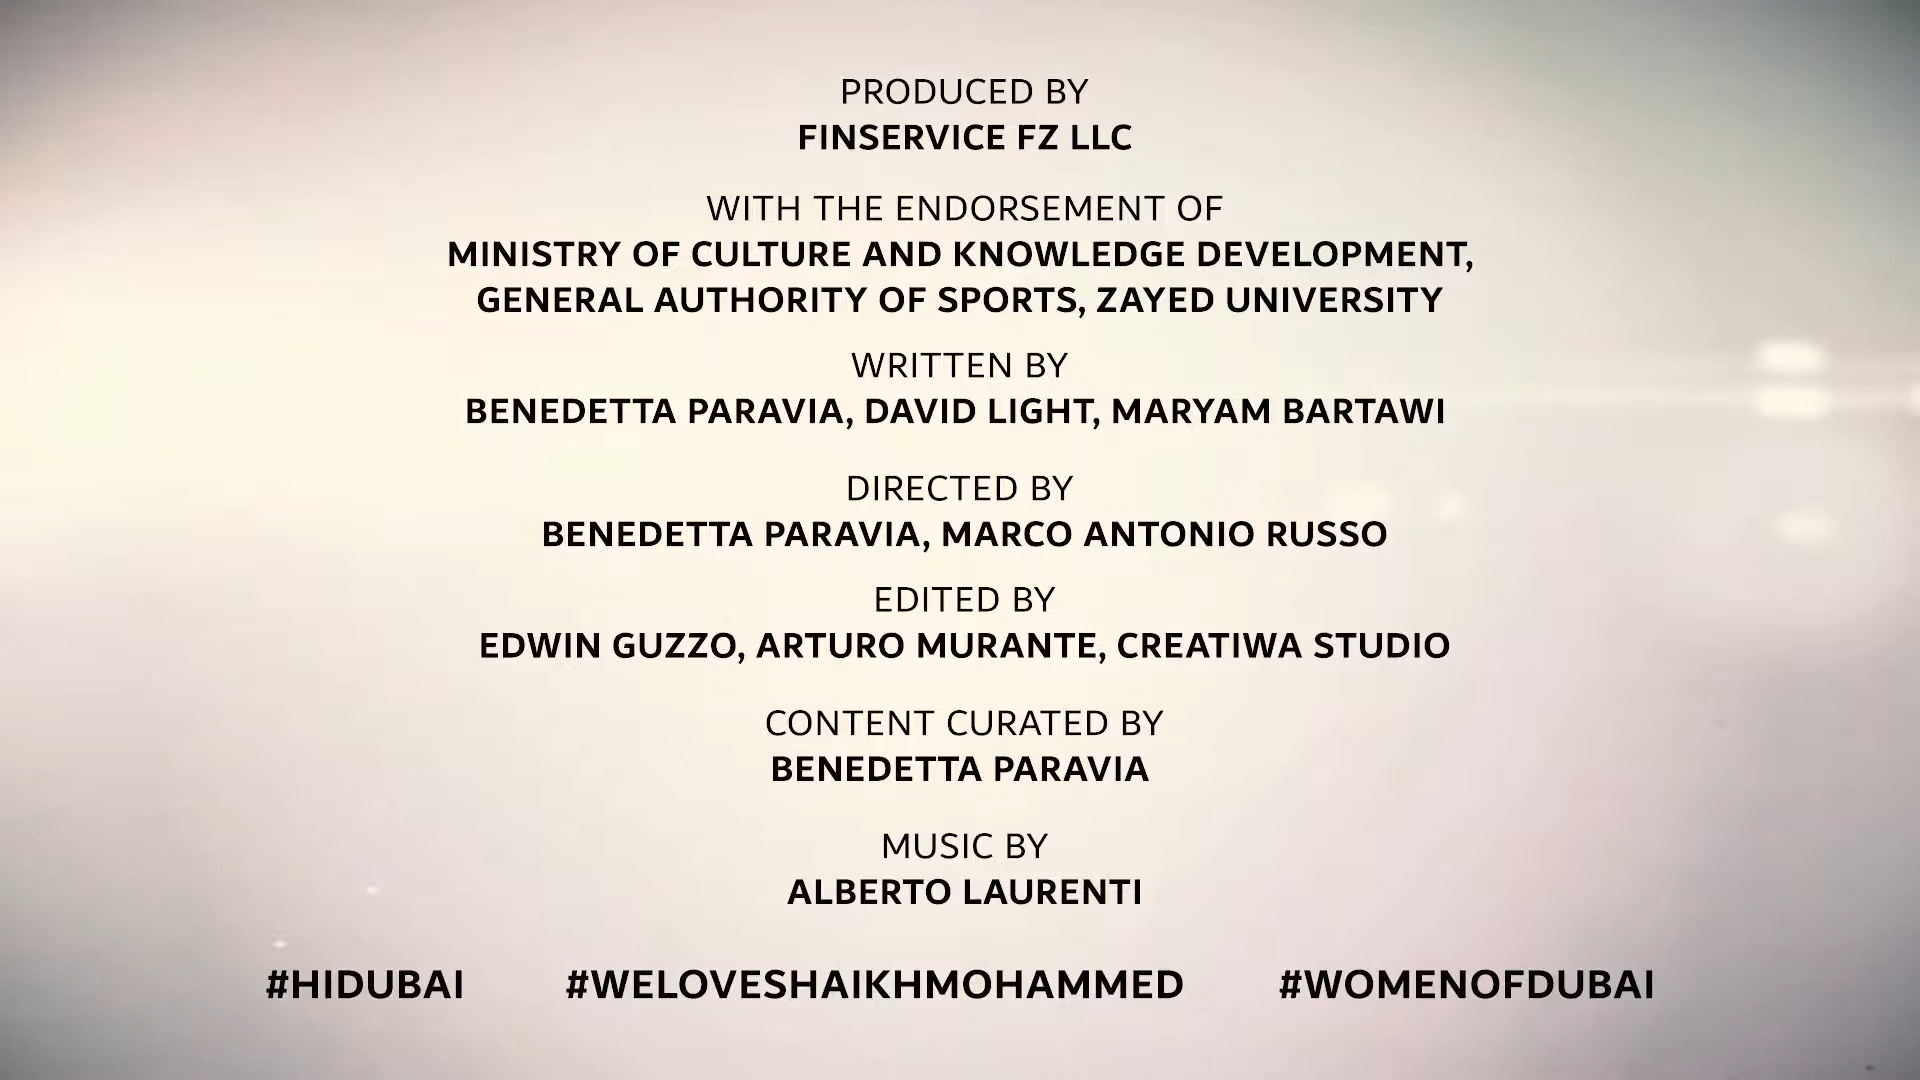 PRODUCED BY
FINSERVICE FZ LLC
WITH THE ENDORSEMENT OF
MINISTRY OF CULTURE AND KNOWLEDGE DEVELOPMENT,
GENERAL AUTHORITY OF SPORTS, ZAYED UNIVERSITY
WRITTEN BY
BENEDETTA PARAVIA, DAVID LIGHT, MARYAM BARTAWI
DIRECTED BY
BENEDETTA PARAVIA, MARCO ANTONIO RUSSO
EDITED BY
EDWIN GUZZO, ARTURO MURANTE, CREATIWA STUDIO
CONTENT CURATED BY
BENEDETTA PARAVIA
MUSIC BY
ALBERTO LAURENTI
#HIDUBAI #WELOVESHAIKHMOHAMMED #WOMENOFDUBAI